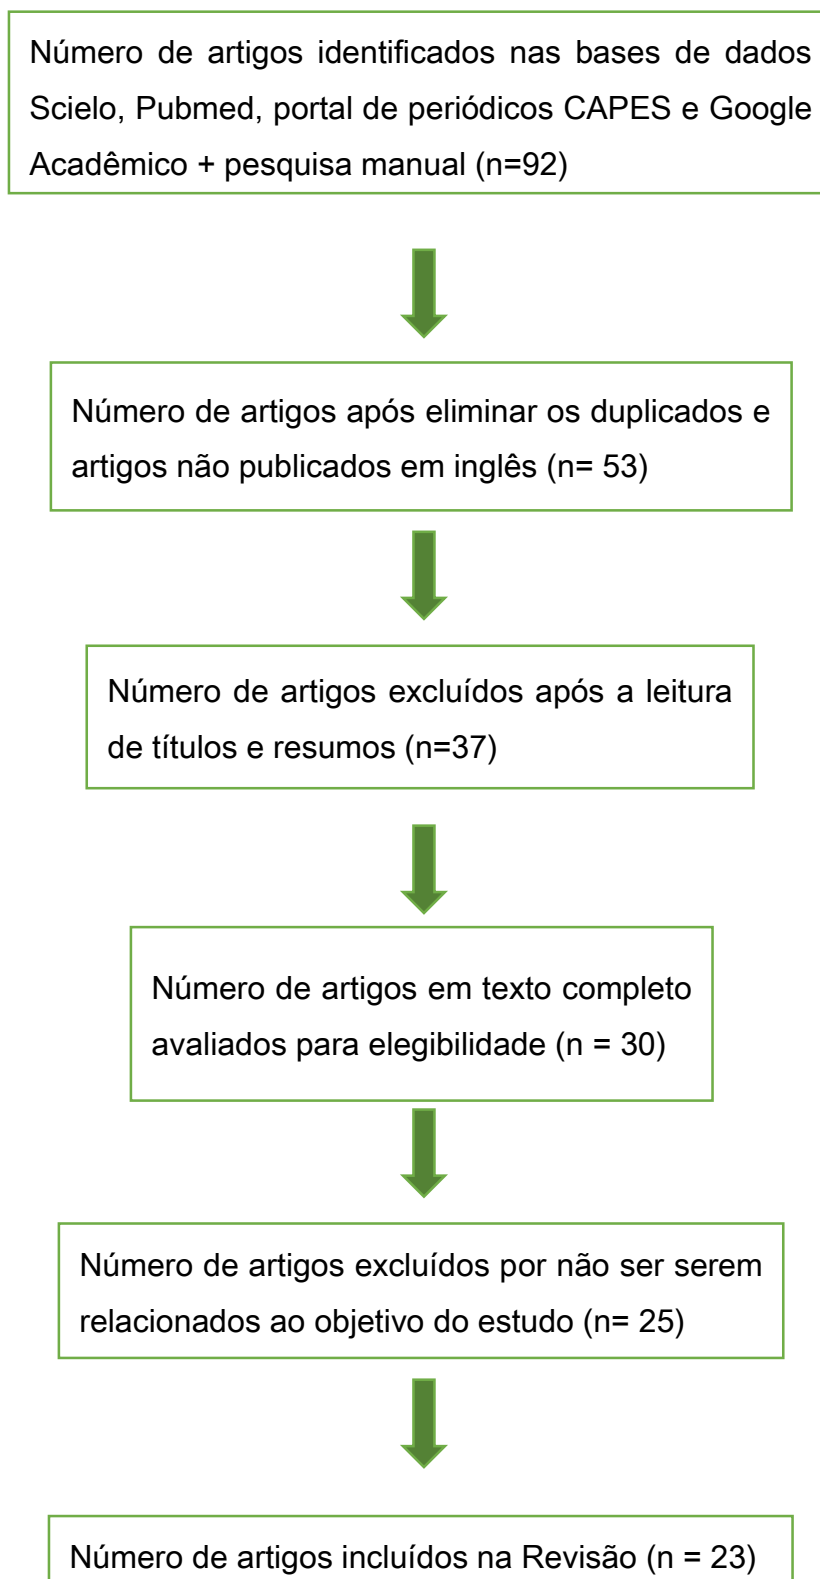 Número de artigos identificados nas bases de dados
Scielo, Pubmed, portal de periódicos CAPES e Google
Acadêmico + pesquisa manual (n=92)
Número de artigos após eliminar os duplicados e
artigos não publicados em inglês (n= 53)
Número de artigos excluídos após a leitura
de títulos e resumos (n=37)
Número de artigos em texto completo
avaliados para elegibilidade (n = 30)
Número de artigos excluídos por não ser serem
relacionados ao objetivo do estudo (n= 25)
Número de artigos incluídos na Revisão (n = 23)